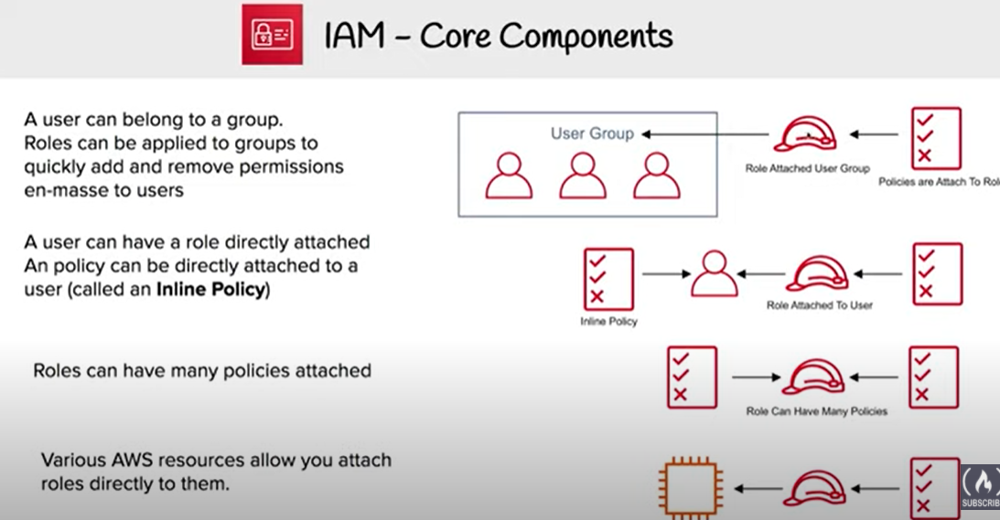 IAM – Core Components
A user can belong to a group.
Roles can be applied to groups to
quickly add and remove permissions
en-masse to users
User Group
Role Attached User Group
Policies are Attach To
A user can have a role directly attached
An policy can be directly attached to a
user (called an Inline Policy)
Inline Policy
Role Attached To User
Roles can have many policies attached
Role Can Have Many Policies
Various AWS resources allow you attach
roles directly to them.